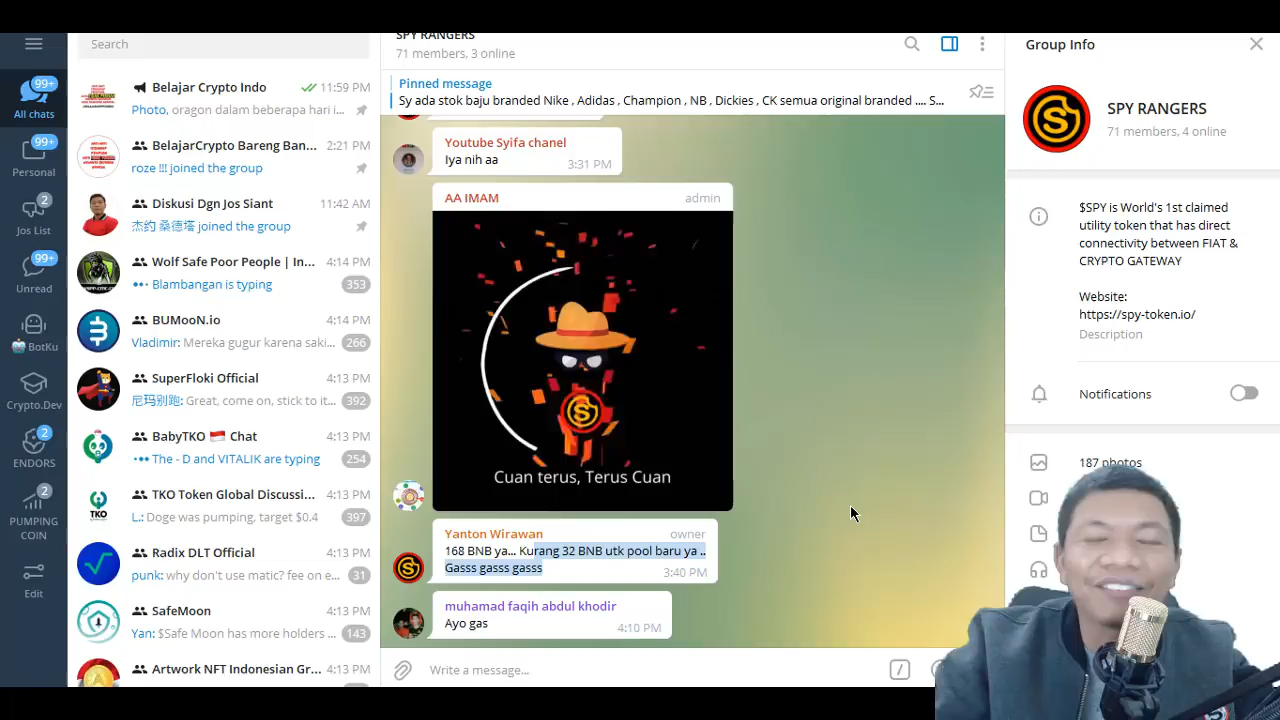 Search
99+
All chats
99+
Personal
2
Jos List
99+
Unread
BotKu
Crypto.Dev
2
ENDORS
2
PUMPING
COIN
Edit
Belajar Crypto Indo
11:59 PM
Photo, oragon dalam beberapa hari i...
BelajarCrypto Bareng Ban...
2:21 PM
roze !!! joined the group
Diskusi Dgn Jos Siant
11:42 AM
杰约 桑德塔 joined the group
Wolf Safe Poor People | In...
4:14 PM
Blambangan is typing
353
BUMooN.io
4:14 PM
Vladimir: Mereka gugur karena saki...
266
SuperFloki Official
4:13 PM
尼玛别跑: Great, come on, stick to it...
392
BabyTKO Chat
4:13 PM
The - D and VITALIK are typing
254
TKO Token Global Discussi...
4:13 PM
TKO
L.: Doge was pumping, target $0.4
397
Radix DLT Official
4:13 PM
punk: why don't use matic? fee on e...
31
SafeMoon
4:13 PM
Yan: $Safe Moon has more holders ...
143
Artwork NFT Indonesian Gr...
4:13 PM
SPY RANGERS
71 members, 3 online
Pinned message
Sy ada stok baju branded Nike , Adidas , Champion , NB , Dickies , CK semua original branded .... S...
Youtube Syifa chanel
Iya nih aa
3:31 PM
AA IMAM
admin
Cuan terus, Terus Cuan
Yanton Wirawan
owner
168 BNB ya... Kurang 32 BNB utk pool baru ya ..
Gasss gasss gasss
3:40 PM
muhamad faqih abdul khodir
Ayo gas
4:10 PM
Write a message...
Group Info
SPY RANGERS
71 members, 4 online
$SPY is World's 1st claimed
utility token that has direct
connectivity between FIAT &
CRYPTO GATEWAY
Website:
https://spy-token.io/
Description
Notifications
187 photos